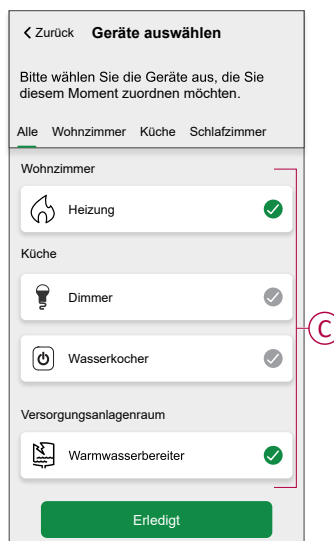 Zurück Geräte auswählen
Bitte wählen Sie die Geräte aus, die Sie
diesem Moment zuordnen möchten.
Alle Wohnzimmer Küche Schlafzimmer
Wohnzimmer
Heizung
Küche
Dimmer
C
Wasserkocher
Versorgungsanlagenraum
Warmwasserbereiter
Erledigt